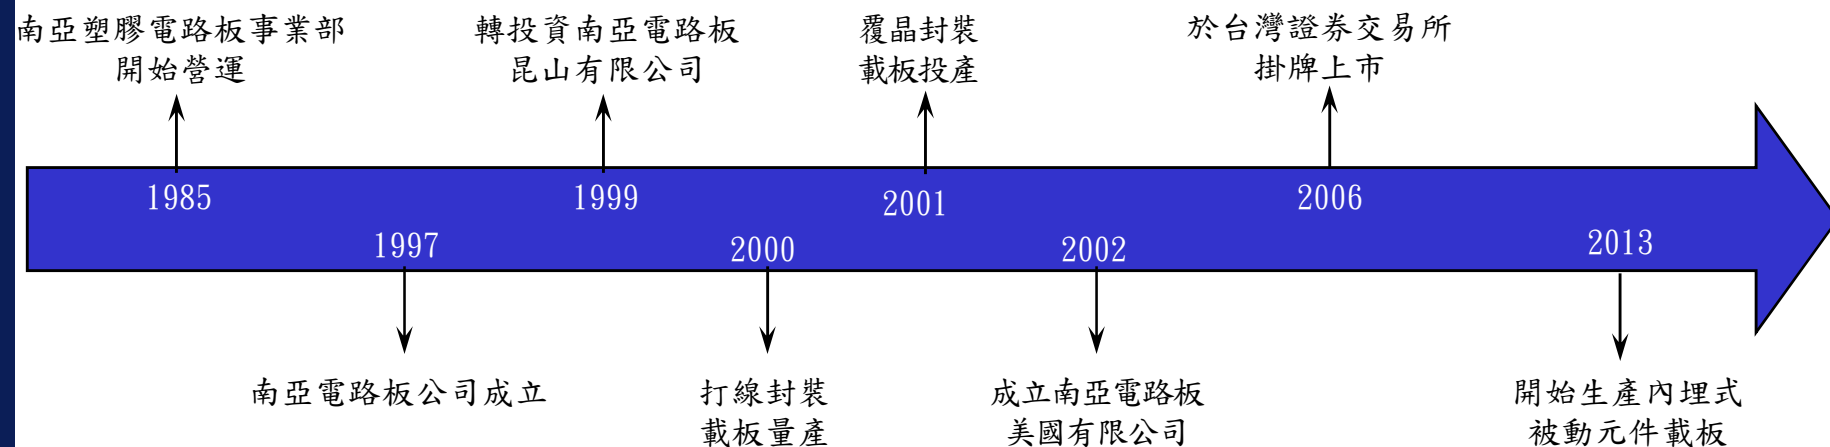 南亞塑膠電路板事業部
開始營運
轉投資南亞電路板
昆山有限公司
覆晶封裝
載板投產
於台灣證券交易所
掛牌上市
1985
1999
2001
2006
1997
2000
2002
2013
南亞電路板公司成立
打線封裝
載板量產
成立南亞電路板
美國有限公司
開始生產內埋式
被動元件載板